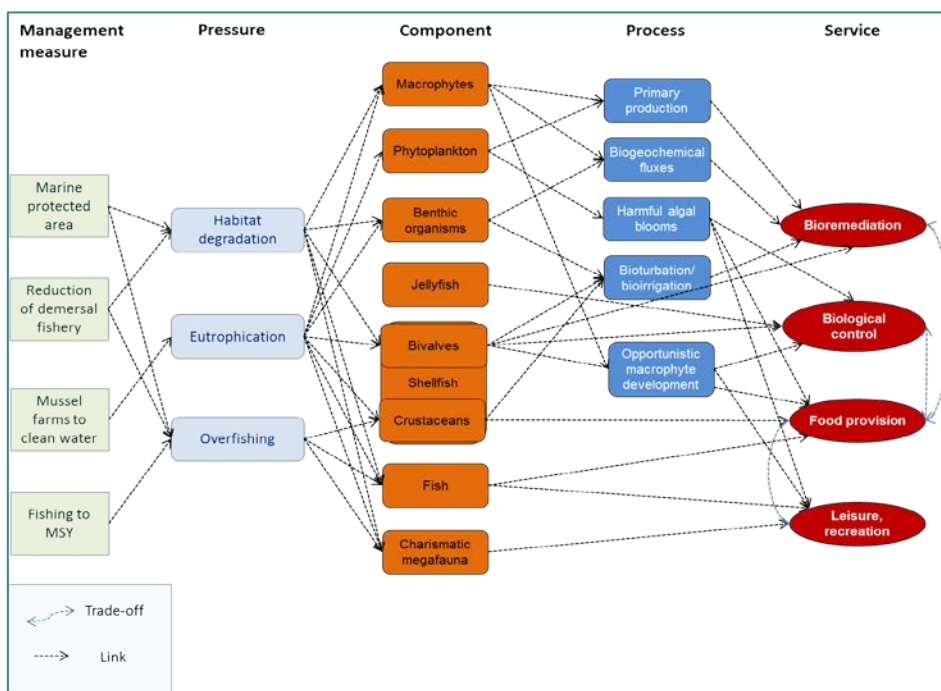 Management
measure
Pressure
Component
Process
Service
Marine
protected
area
Reduction
of demersal
fishery
Mussel
farms to
clean water
Fishing to
MSY
Habitat
degradation
Eutrophication
Overfishing
Macrophytes
Phytoplankton
Benthic
organisms
Jellyfish
Bivalves
Shellfish
Crustaceans
Fish
Charismatic
megafauna
Primary
production
Biogeochemical
fluxes
Harmful algal
blooms
Bioturbation/
bioirrigation
Opportunistic
macrophyte
development
Bioremediation
Biological
control
Food provision
Leisure,
recreation
Trade-off
Link